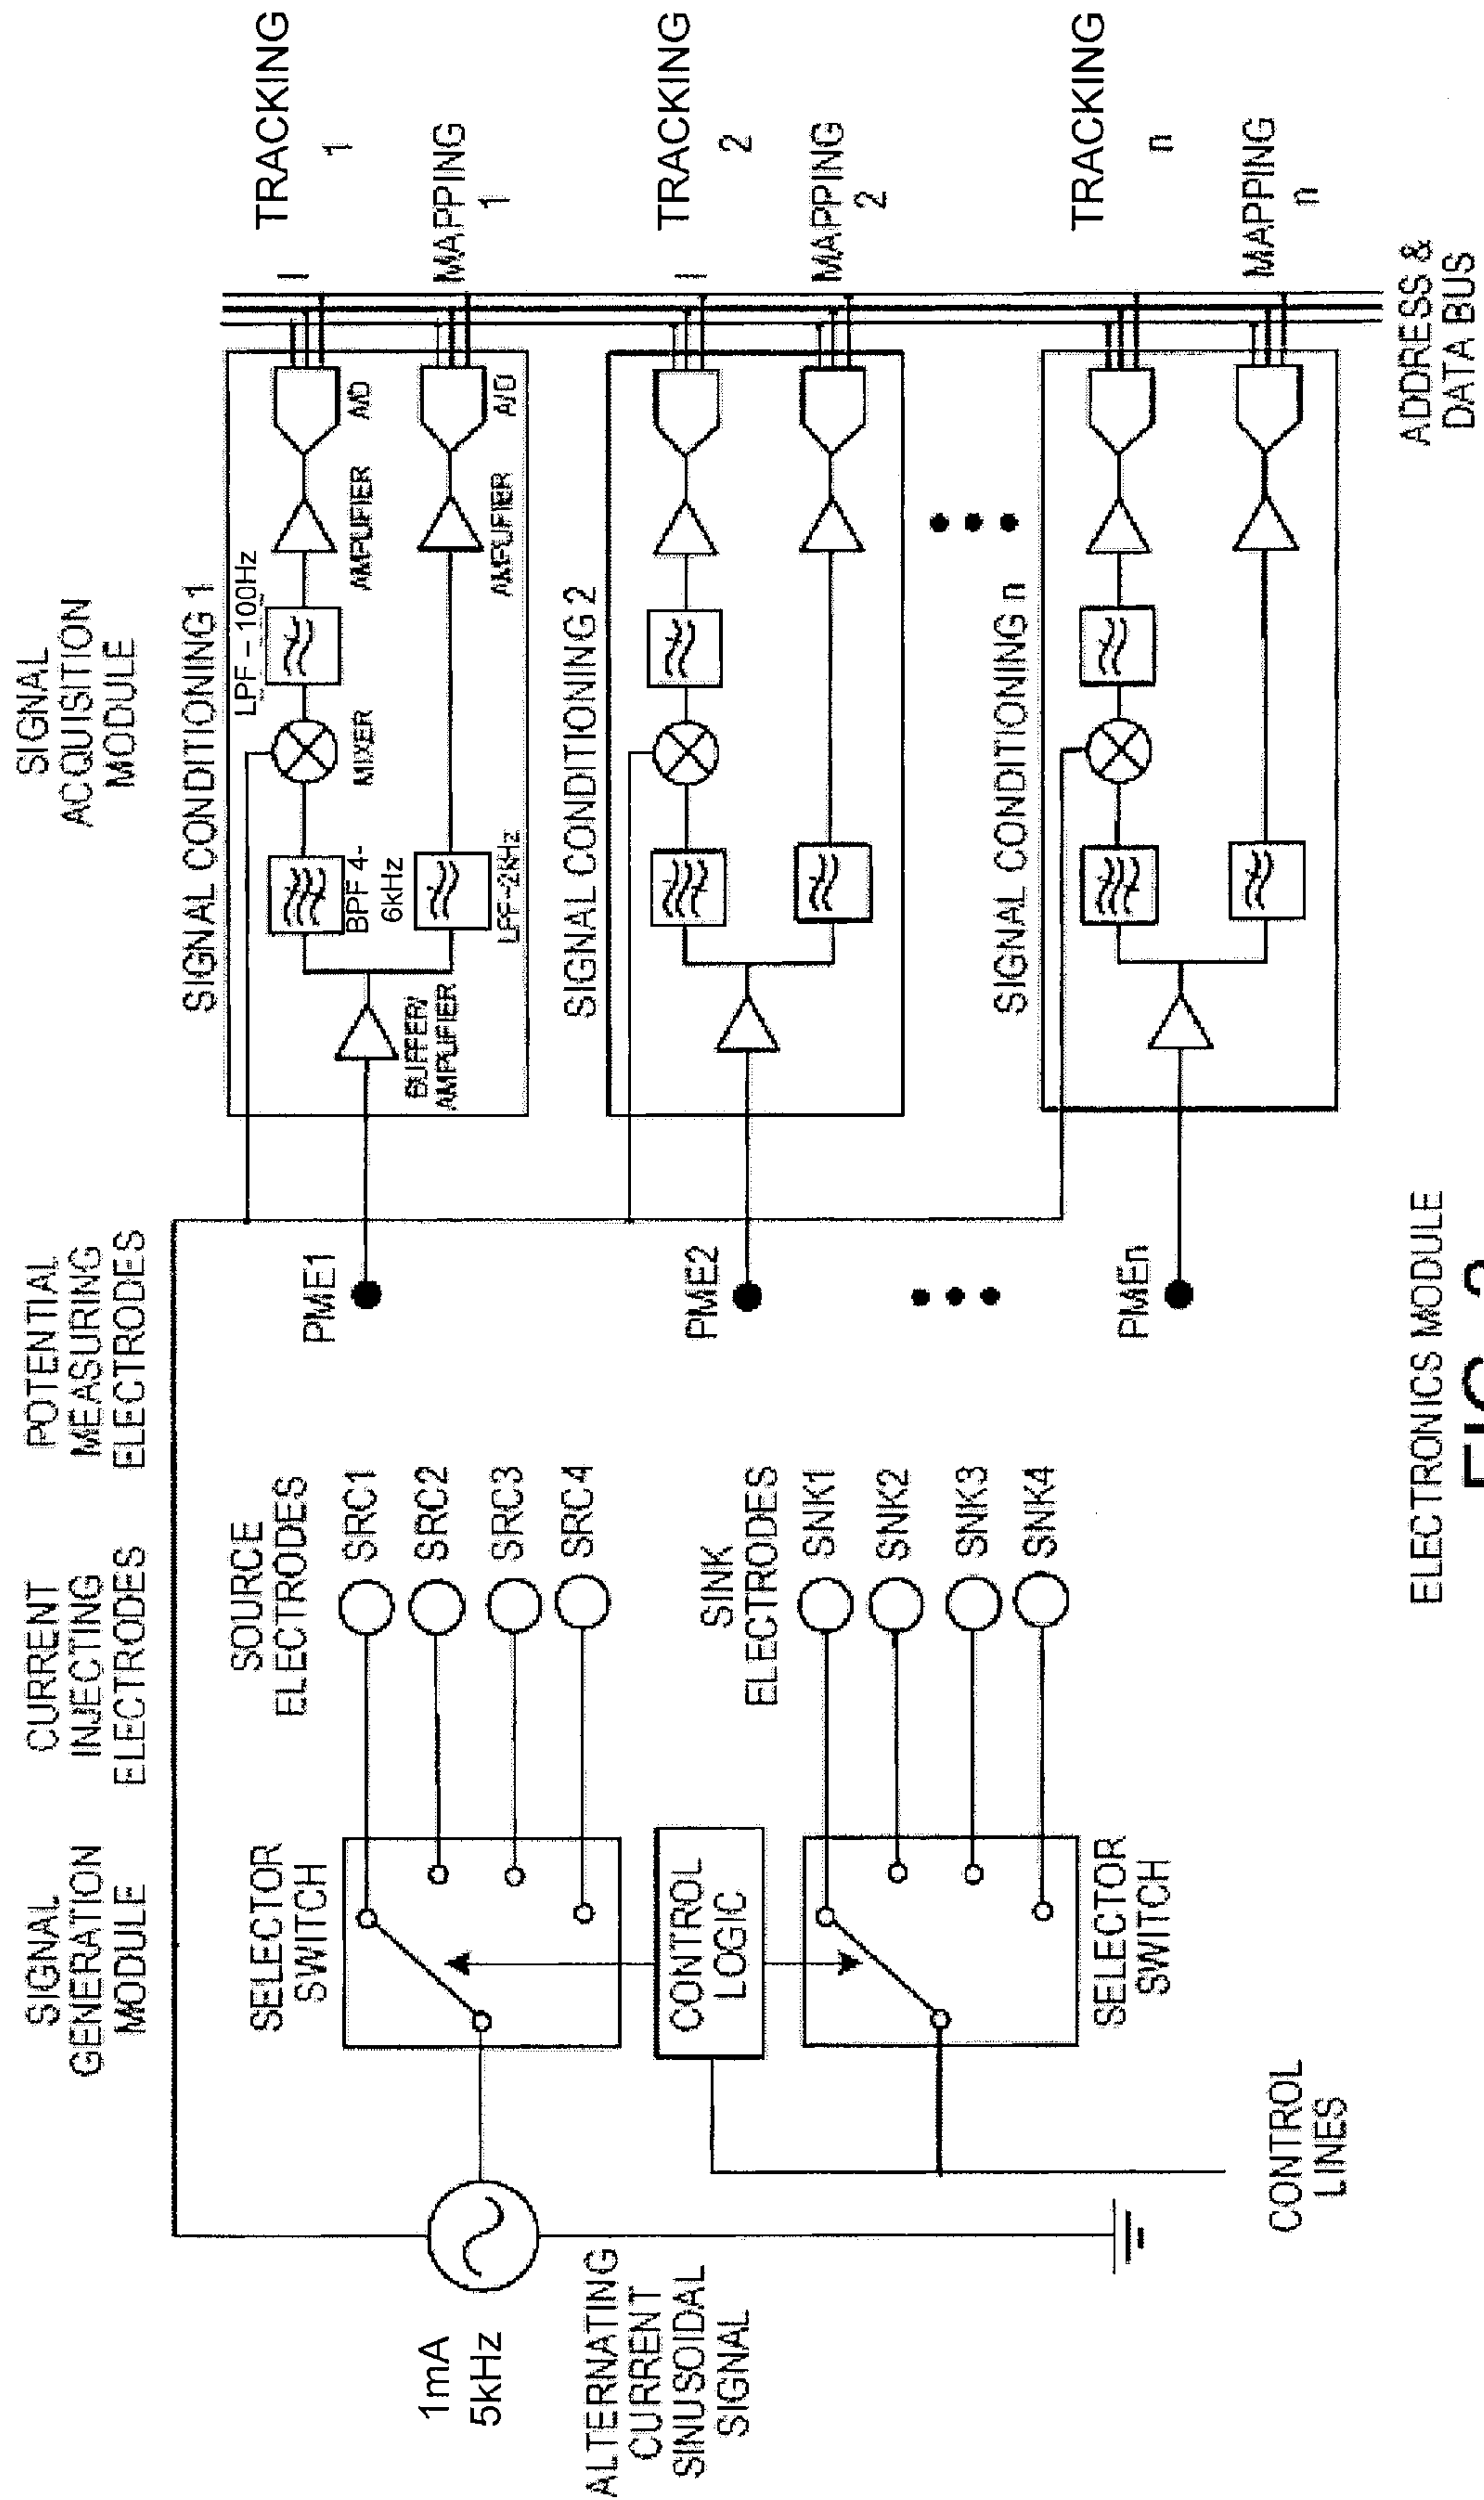 SIGNAL
GENERATION
MODULE
CURRENT
INJECTING
ELECTRODES
POTENTIAL
MEASURING
ELECTRODES
SIGNAL
ACQUISITION
MODULE
1mA
5kHz
ALTERNATING
CURRENT
SINUSOIDAL
SIGNAL
SELECTOR
SWITCH
SOURCE
ELECTRODES
SRC1
SRC2
SRC3
SRC4
CONTROL
LOGIC
SINK
ELECTRODES
SNK1
SNK2
SNK3
SNK4
SELECTOR
SWITCH
CONTROL
LINES
PME1
PME2
PMEn
SIGNAL CONDITIONING 1
LPF - 100Hz
BUFFER/
AMPLIFIER
BPF 4-
6kHz
MIXER
AMPLIFIER
A/D
LPF-2kHz
AMPLIFIER
A/D
TRACKING
1
MAPPING
1
SIGNAL CONDITIONING 2
TRACKING
2
MAPPING
2
SIGNAL CONDITIONING n
TRACKING
n
MAPPING
n
ADDRESS &
DATA BUS
ELECTRONICS MODULE